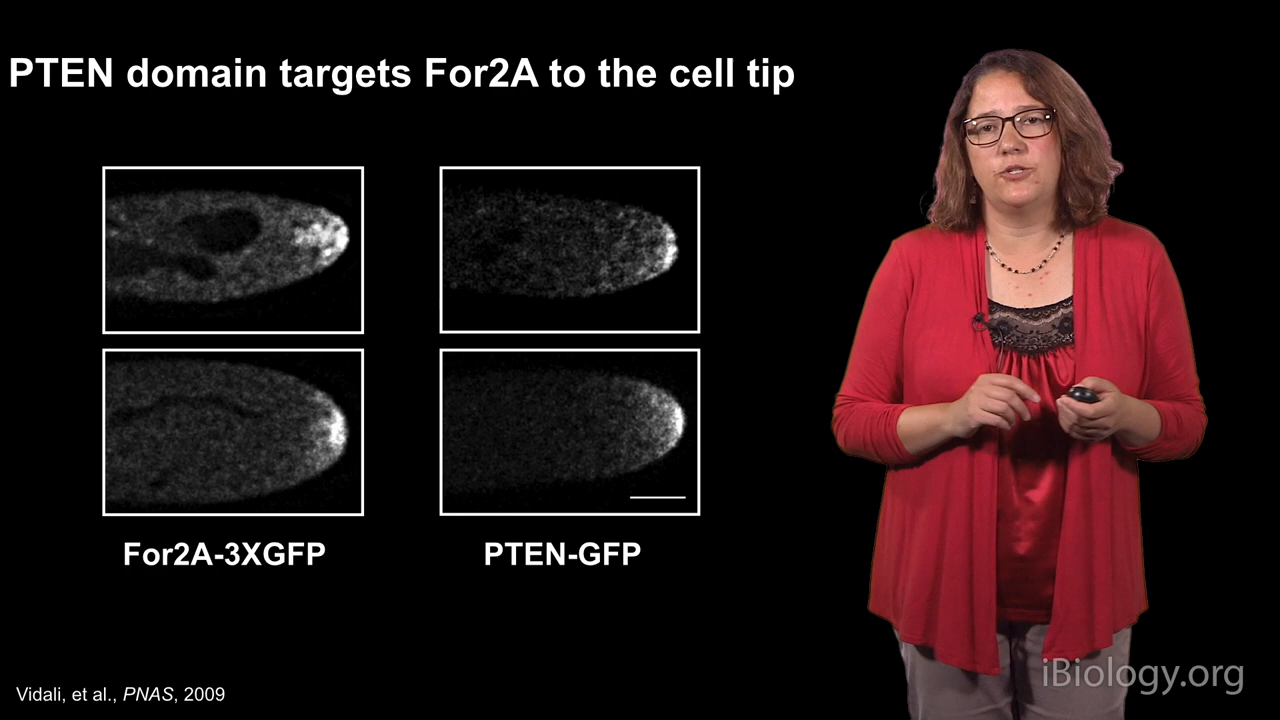 PTEN domain targets For2A to the cell tip
For2A-3XGFP
PTEN-GFP
Vidali, et al., PNAS, 2009
iBiology.org